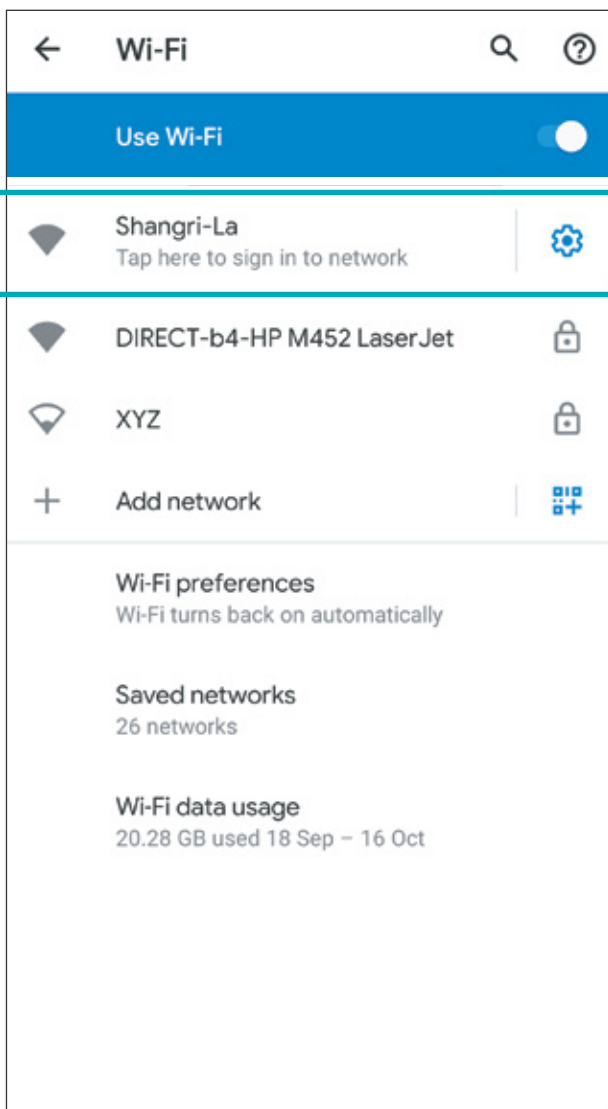 Wi-Fi
Use Wi-Fi
Shangri-La
Tap here to sign in to network
DIRECT-b4-HP M452 LaserJet
XYZ
Add network
Wi-Fi preferences
Wi-Fi turns back on automatically
Saved networks
26 networks
Wi-Fi data usage
20.28 GB used 18 Sep – 16 Oct